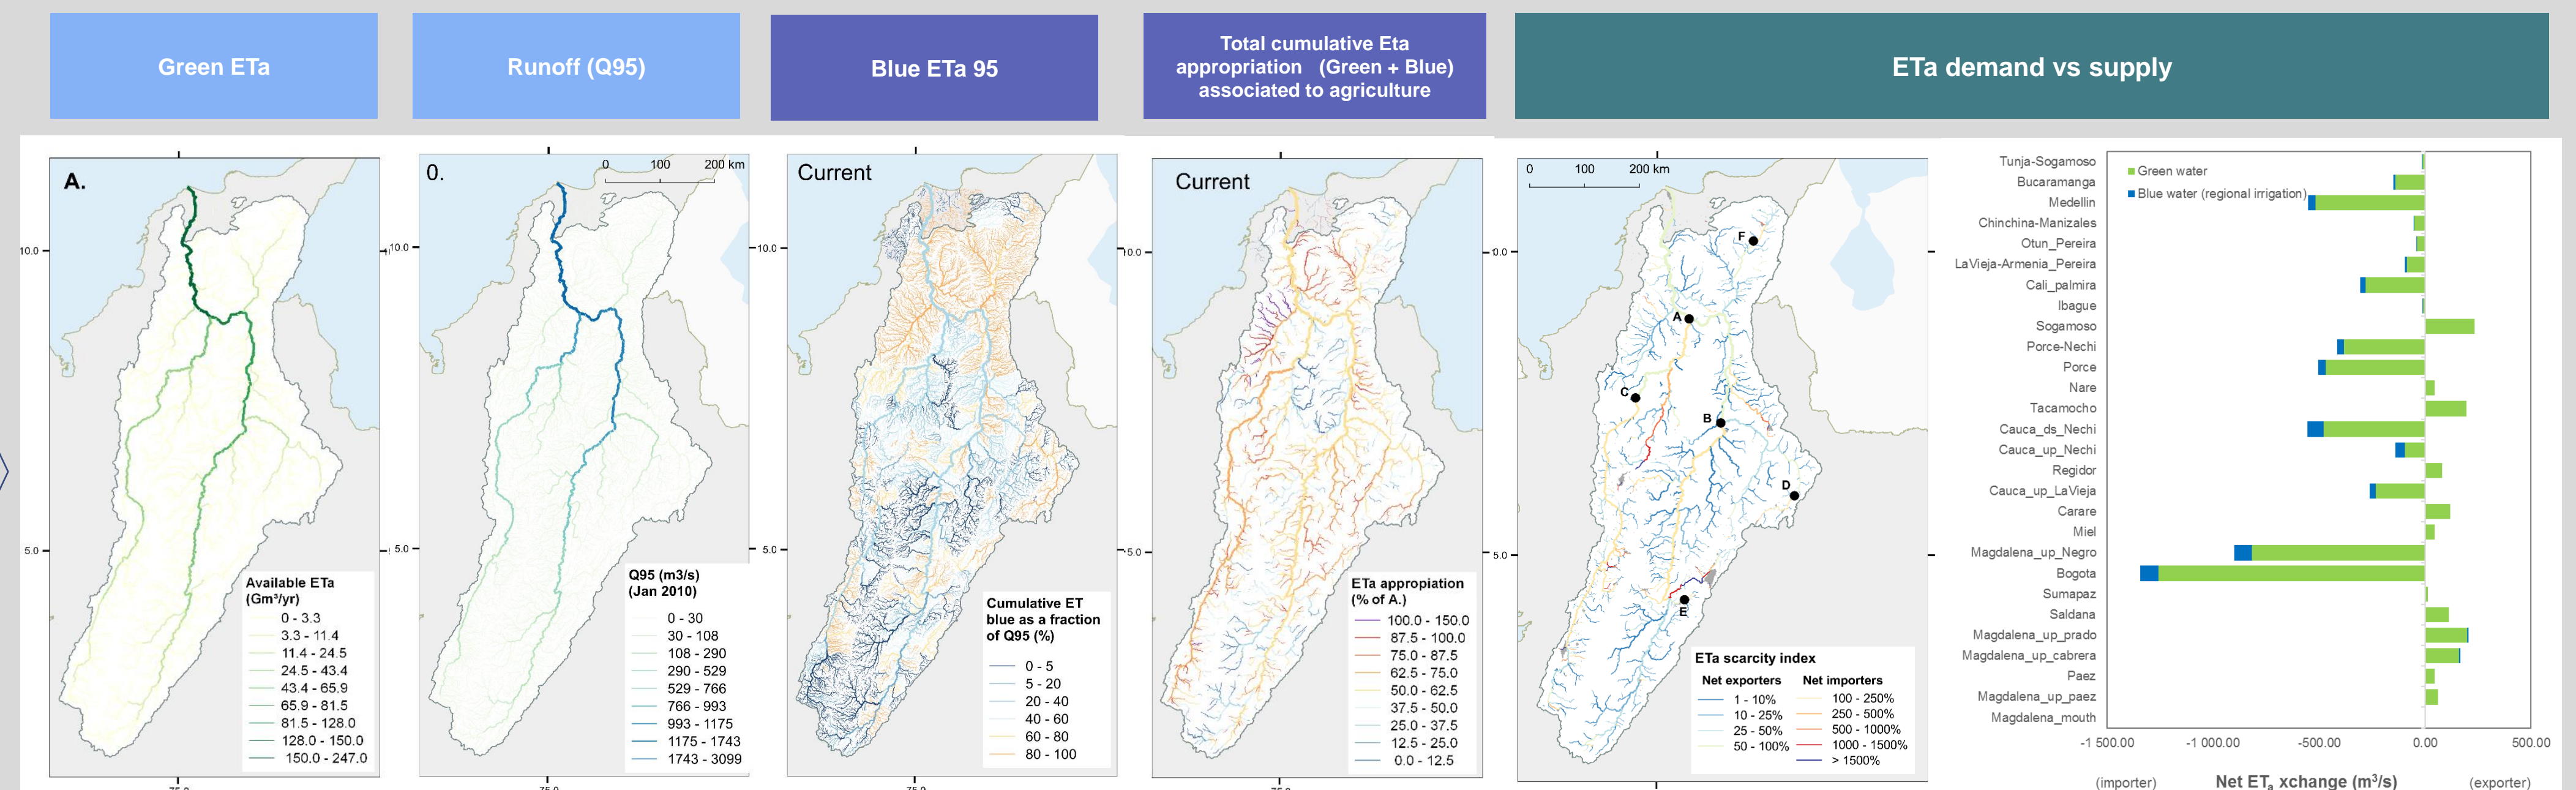 Green ETa
Runoff (Q95)
Blue ETa 95
Total cumulative Eta
appropriation (Green + Blue)
associated to agriculture
ETa demand vs supply
A.
10.0
5.0
Available ETa
(Gm³/yr)
0 - 3.3
3.3 - 11.4
11.4 - 24.5
24.5 - 43.4
43.4 - 65.9
65.9 - 81.5
81.5 - 128.0
128.0 - 150.0
150.0 - 247.0
0.
0 100 200 km
10.0
5.0
Q95 (m3/s)
(Jan 2010)
0 - 30
30 - 108
108 - 290
290 - 529
529 - 766
766 - 993
993 - 1175
1175 - 1743
1743 - 3099
75.0
Current
10.0
5.0
Cumulative ET
blue as a fraction
of Q95 (%)
0 - 5
5 - 20
20 - 40
40 - 60
60 - 80
80 - 100
75.0
Current
0.0
5.0
ETa appropiation
(% of A.)
100.0 - 150.0
87.5 - 100.0
75.0 - 87.5
62.5 - 75.0
50.0 - 62.5
37.5 - 50.0
25.0 - 37.5
12.5 - 25.0
0.0 - 12.5
0 100 200 km
0.0
5.0
F
A
C
B
D
E
ETa scarcity index
Net exporters Net importers
1 - 10% 100 - 250%
10 - 25% 250 - 500%
25 - 50% 500 - 1000%
50 - 100% 1000 - 1500%
> 1500%
Green water
Blue water (regional irrigation)
Tunja-Sogamoso
Bucaramanga
Medellin
Chinchina-Manizales
Otun_Pereira
LaVieja-Armenia_Pereira
Cali_palmira
Ibague
Sogamoso
Porce-Nechi
Porce
Nare
Tacamocho
Cauca_ds_Nechi
Cauca_up_Nechi
Regidor
Cauca_up_LaVieja
Carare
Miel
Magdalena_up_Negro
Bogota
Sumapaz
Saldana
Magdalena_up_prado
Magdalena_up_cabrera
Paez
Magdalena_up_paez
Magdalena_mouth
-1 500.00 -1 000.00 -500.00 0.00 500.00
(importer) Net ETa xchange (m³/s) (exporter)